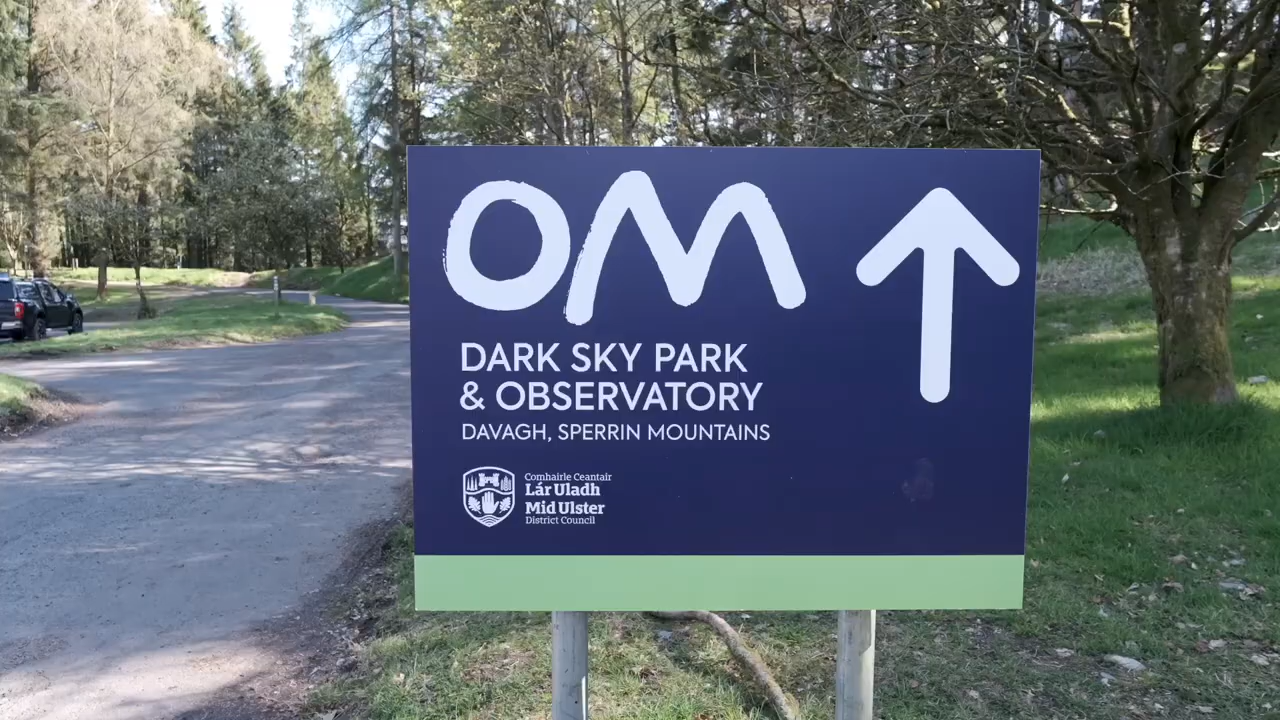 OM
DARK SKY PARK
& OBSERVATORY
DAVAGH, SPERRIN MOUNTAINS
Comhairle Ceantair
Lár Uladh
Mid Ulster
District Council